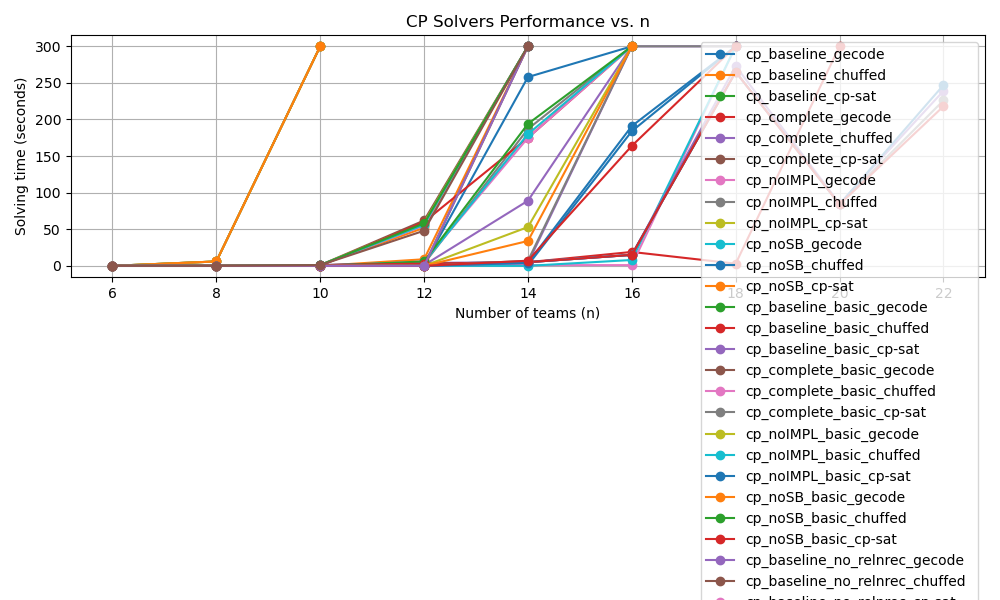 CP Solvers Performance vs. n
Solving time (seconds)
300
250
200
150
100
50
0
6 8 10 12 14 16 18 20 22
Number of teams (n)
cp_baseline_gecode
cp_baseline_chuffed
cp_baseline_cp-sat
cp_complete_gecode
cp_complete_chuffed
cp_complete_cp-sat
cp_noIMPL_gecode
cp_noIMPL_chuffed
cp_noIMPL_cp-sat
cp_noSB_gecode
cp_noSB_chuffed
cp_noSB_cp-sat
cp_baseline_basic_gecode
cp_baseline_basic_chuffed
cp_baseline_basic_cp-sat
cp_complete_basic_gecode
cp_complete_basic_chuffed
cp_complete_basic_cp-sat
cp_noIMPL_basic_gecode
cp_noIMPL_basic_chuffed
cp_noIMPL_basic_cp-sat
cp_noSB_basic_gecode
cp_noSB_basic_chuffed
cp_noSB_basic_cp-sat
cp_baseline_no_relnrec_gecode
cp_baseline_no_relnrec_chuffed
cp_baseline_no_relnrec_cp-sat